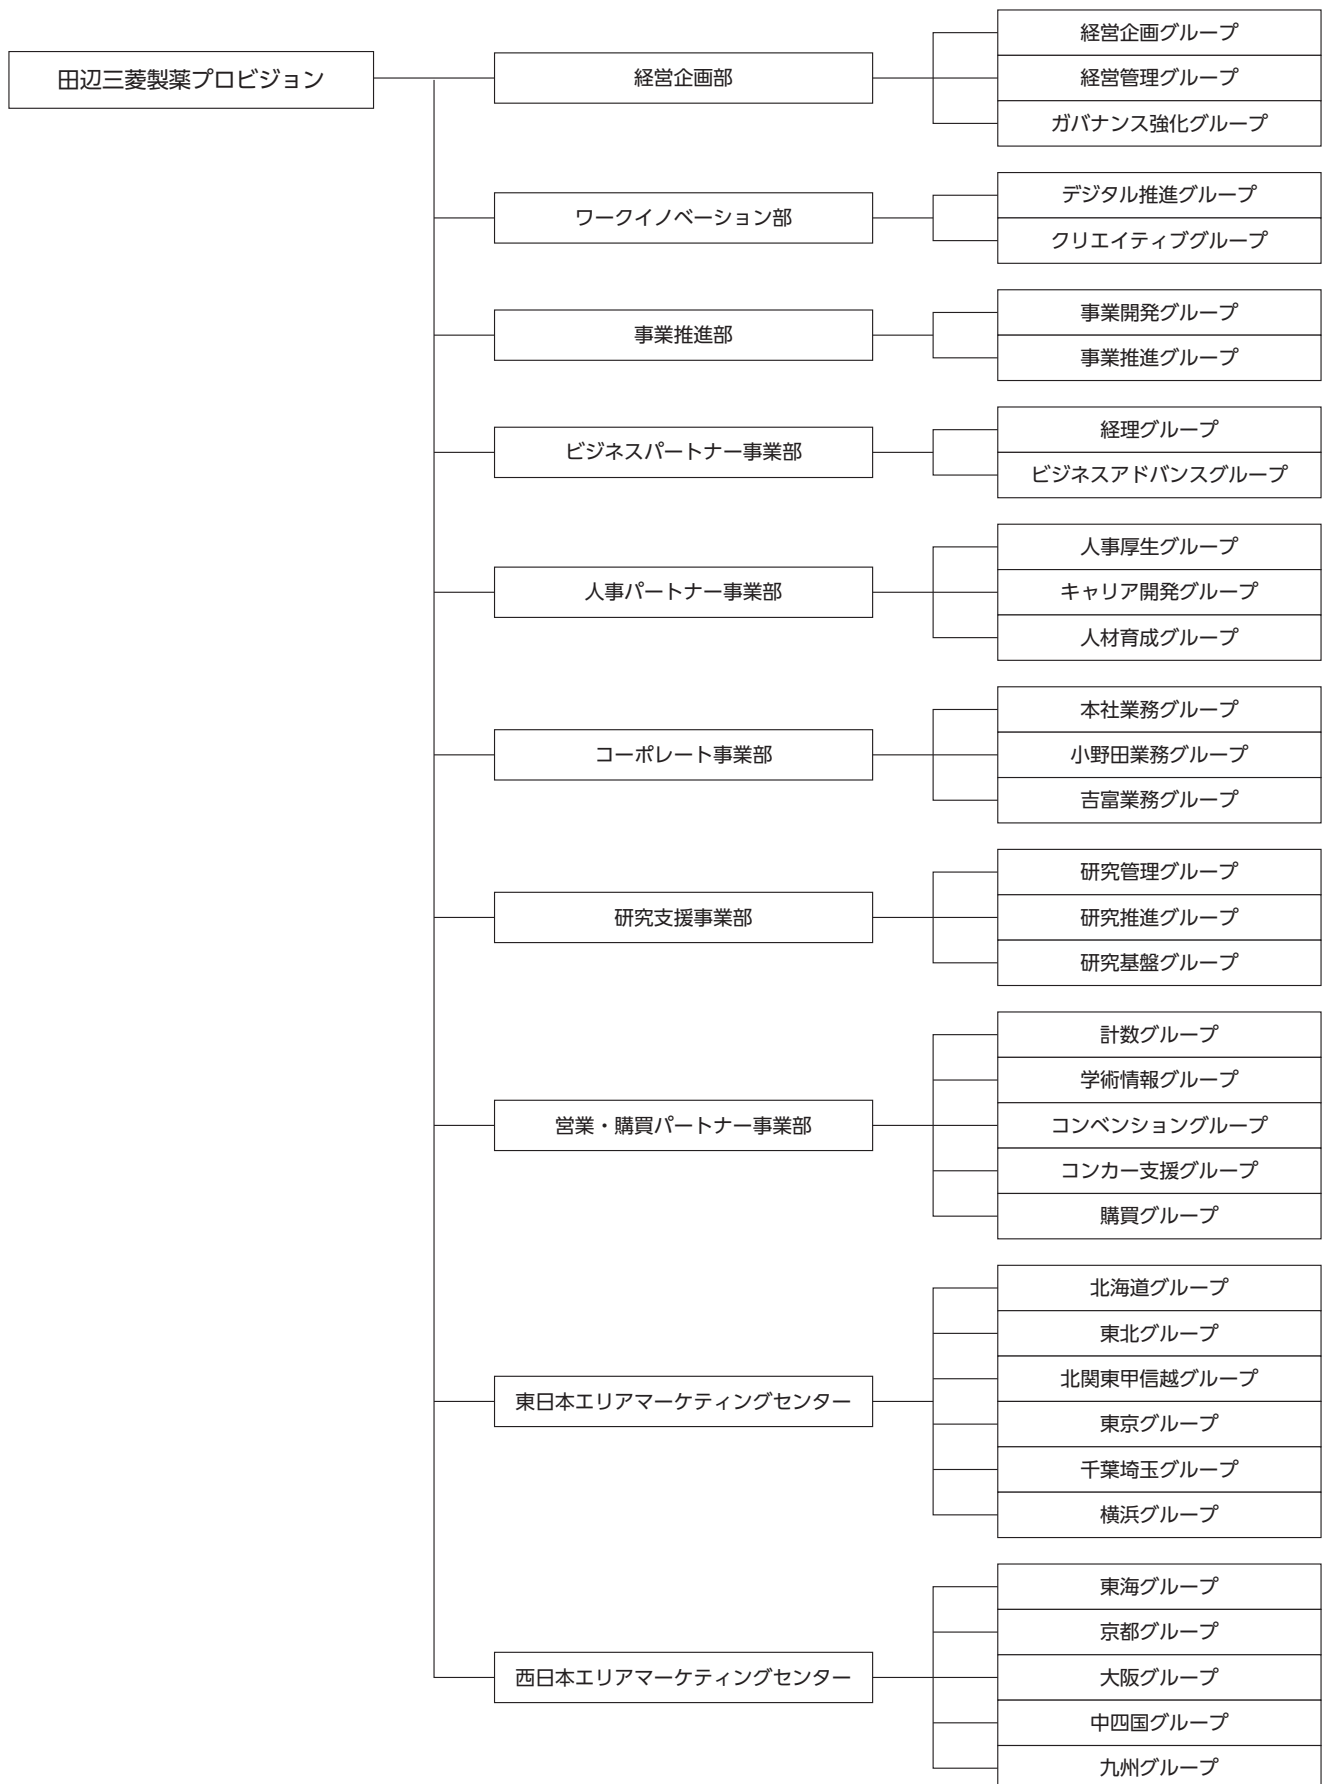 田辺三菱製薬プロビジョン
経営企画部
経営企画グループ
経営管理グループ
ガバナンス強化グループ
ワークイノベーション部
デジタル推進グループ
クリエイティブグループ
事業推進部
事業開発グループ
事業推進グループ
ビジネスパートナー事業部
経理グループ
ビジネスアドバンスグループ
人事パートナー事業部
人事厚生グループ
キャリア開発グループ
人材育成グループ
コーポレート事業部
本社業務グループ
小野田業務グループ
吉富業務グループ
研究支援事業部
研究管理グループ
研究推進グループ
研究基盤グループ
営業・購買パートナー事業部
計数グループ
学術情報グループ
コンベンショングループ
コンカー支援グループ
購買グループ
東日本エリアマーケティングセンター
北海道グループ
東北グループ
北関東甲信越グループ
東京グループ
千葉埼玉グループ
横浜グループ
西日本エリアマーケティングセンター
東海グループ
京都グループ
大阪グループ
中四国グループ
九州グループ